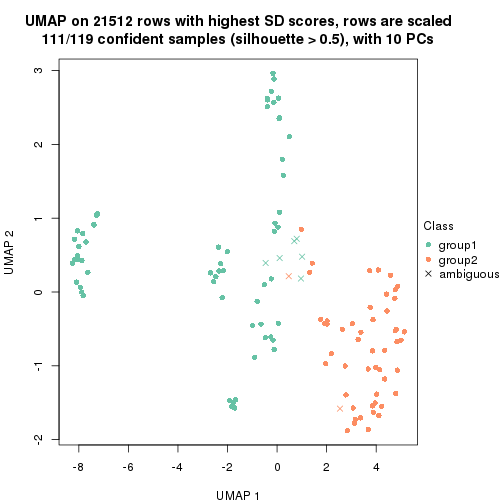 UMAP on 21512 rows with highest SD scores, rows are scaled
111/119 confident samples (silhouette > 0.5), with 10 PCs
3
2
1
0
-1
-2
UMAP 2
-8
-6
-4
-2
0
2
4
UMAP 1
Class
group1
group2
ambiguous